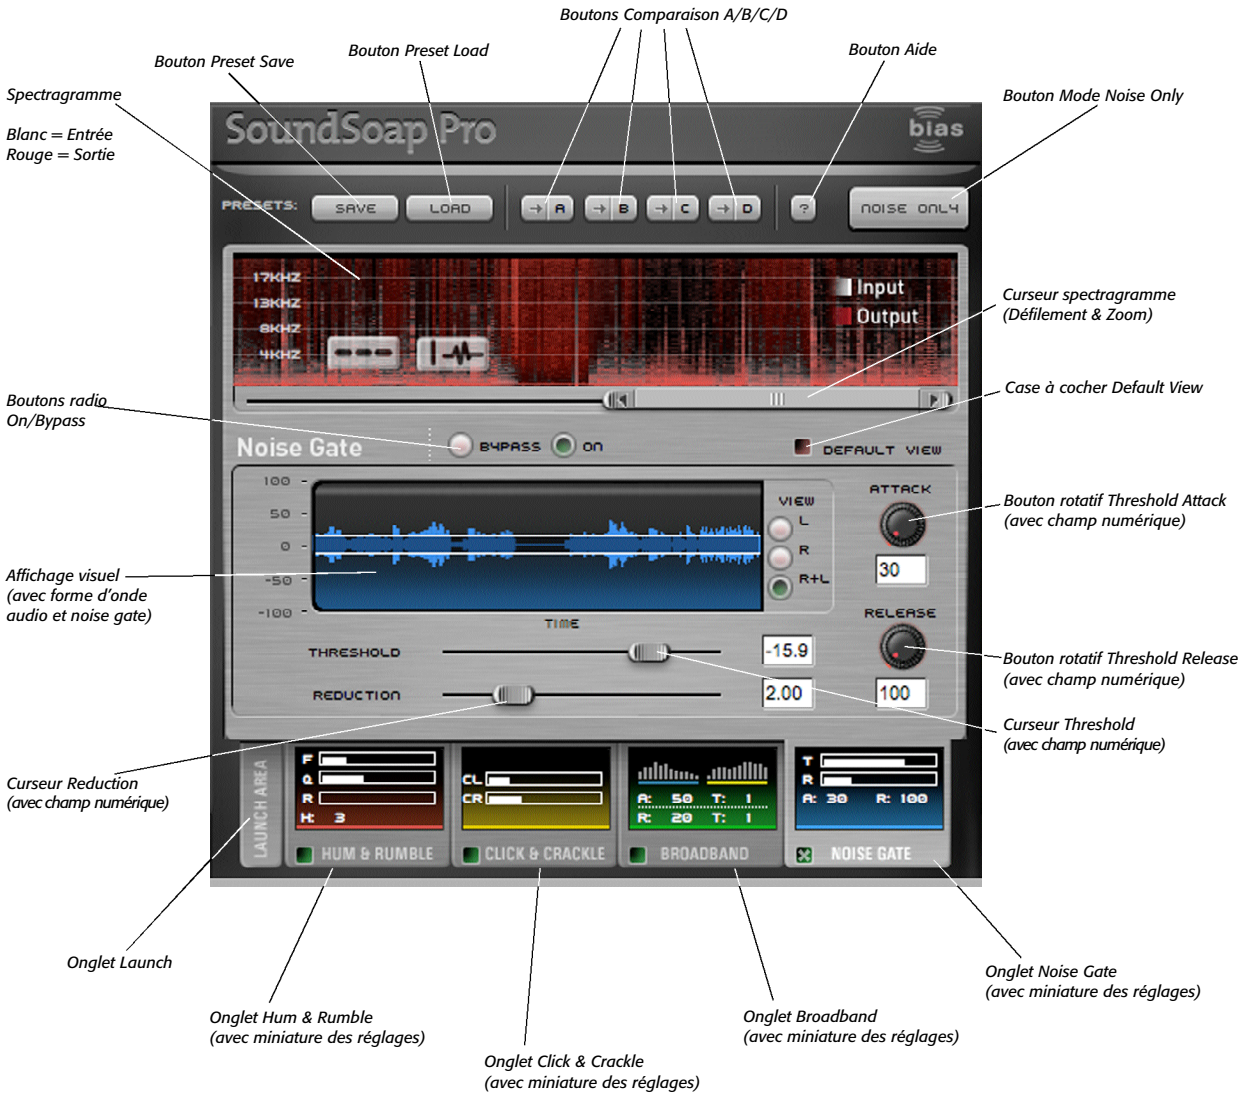 Boutons Comparaison A/B/C/D
Bouton Preset Load
Bouton Aide
Bouton Preset Save
Spectragramme
Bouton Mode Noise Only
Blanc = Entrée
Rouge = Sortie
SoundSoap Pro
bias
PRESETS:
SAVE
LOAD
A
B
C
D
?
NOISE ONLY
17KHZ
13KHZ
8KHZ
4KHZ
Input
Output
Curseur spectragramme
(Défilement & Zoom)
Case à cocher Default View
Boutons radio
On/Bypass
Noise Gate
BYPASS
ON
DEFAULT VIEW
100
50
0
-50
-100
TIME
VIEW
L
R
R+L
ATTACK
30
RELEASE
100
Bouton rotatif Threshold Attack
(avec champ numérique)
Affichage visuel
(avec forme d'onde
audio et noise gate)
THRESHOLD
-15.9
REDUCTION
2.00
Bouton rotatif Threshold Release
(avec champ numérique)
Curseur Threshold
(avec champ numérique)
Curseur Reduction
(avec champ numérique)
LAUNCH AREA
F
Q
R
H: 3
HUM & RUMBLE
CL
CR
CLICK & CRACKLE
A: 50 T: 1
R: 20 T: 1
BROADBAND
T
R
A: 30 R: 100
NOISE GATE
Onglet Launch
Onglet Noise Gate
(avec miniature des réglages)
Onglet Hum & Rumble
(avec miniature des réglages)
Onglet Broadband
(avec miniature des réglages)
Onglet Click & Crackle
(avec miniature des réglages)